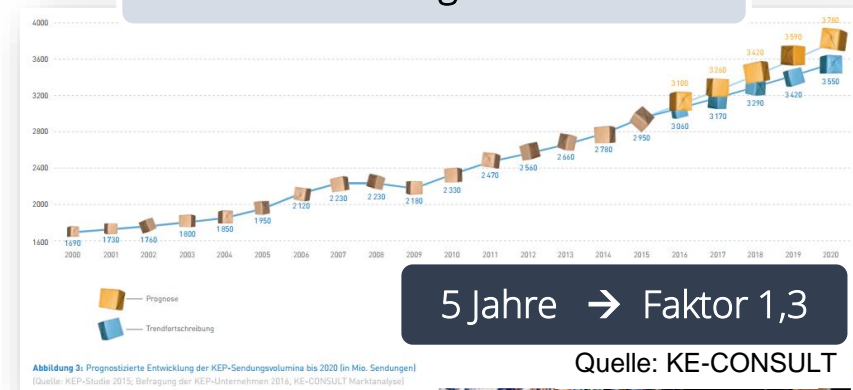 4000
3600
3200
2800
2400
2000
1600
1690 1730 1760 1800 1850 1950 2120 2230 2230 2180 2330 2470 2560 2660 2780 2950 3060 3170 3290 3420 3550
3100 3260 3420 3590 3780
2000 2001 2002 2003 2004 2005 2006 2007 2008 2009 2010 2011 2012 2013 2014 2015 2016 2017 2018 2019 2020
Prognose
Trendfortschreibung
5 Jahre → Faktor 1,3
Quelle: KE-CONSULT
Abbildung 3: Prognostizierte Entwicklung der KEP-Sendungsvolumina bis 2020 (in Mio. Sendungen)
(Quelle: KEP-Studie 2015; Befragung der KEP-Unternehmen 2016, KE-CONSULT Marktanalyse)